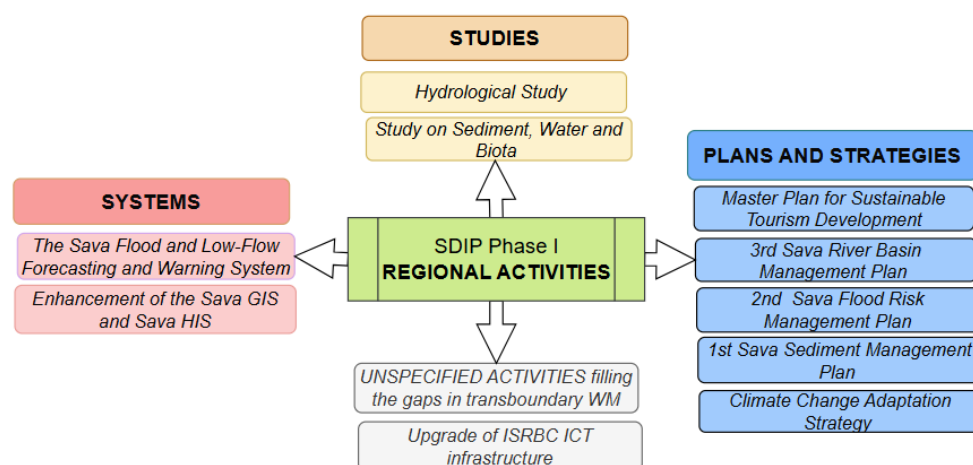 STUDIES
Hydrological Study
Study on Sediment, Water and
Biota
SYSTEMS
The Sava Flood and Low-Flow
Forecasting and Warning System
Enhancement of the Sava GIS
and Sava HIS
SDIP Phase I
REGIONAL ACTIVITIES
PLANS AND STRATEGIES
Master Plan for Sustainable
Tourism Development
3rd Sava River Basin
Management Plan
2nd Sava Flood Risk
Management Plan
1st Sava Sediment Management
Plan
Climate Change Adaptation
Strategy
UNSPECIFIED ACTIVITIES filling
the gaps in transboundary WM
Upgrade of ISRBC ICT
infrastructure